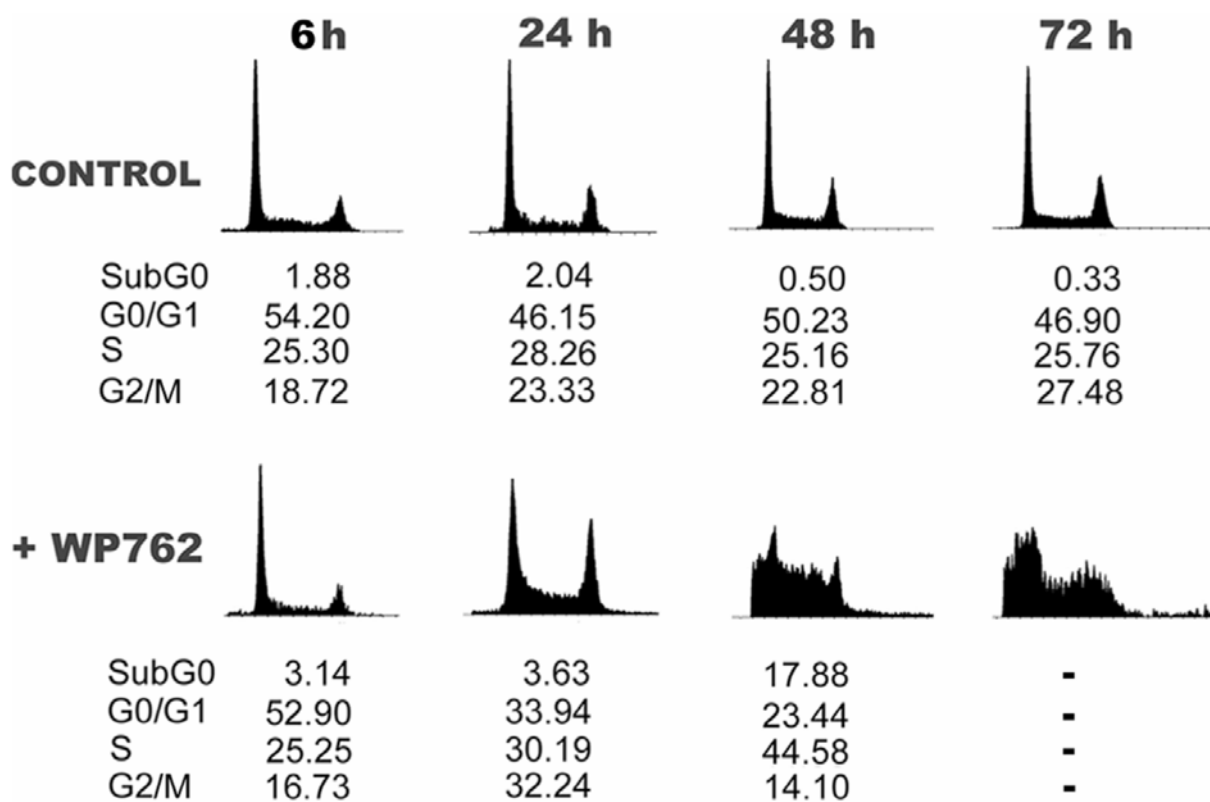 6h 24 h 48 h 72 h
CONTROL
SubG0 1.88 2.04 0.50 0.33
G0/G1 54.20 46.15 50.23 46.90
S 25.30 28.26 25.16 25.76
G2/M 18.72 23.33 22.81 27.48
+ WP762
SubG0 3.14 3.63 17.88 -
G0/G1 52.90 33.94 23.44 -
S 25.25 30.19 44.58 -
G2/M 16.73 32.24 14.10 -